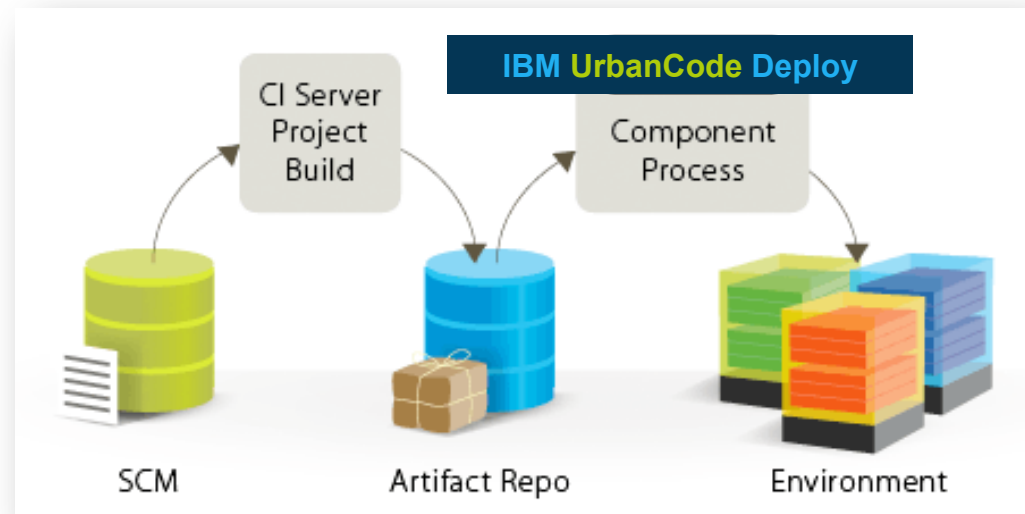 IBM UrbanCode Deploy
CI Server
Project
Build
Component
Process
SCM
Artifact Repo
Environment